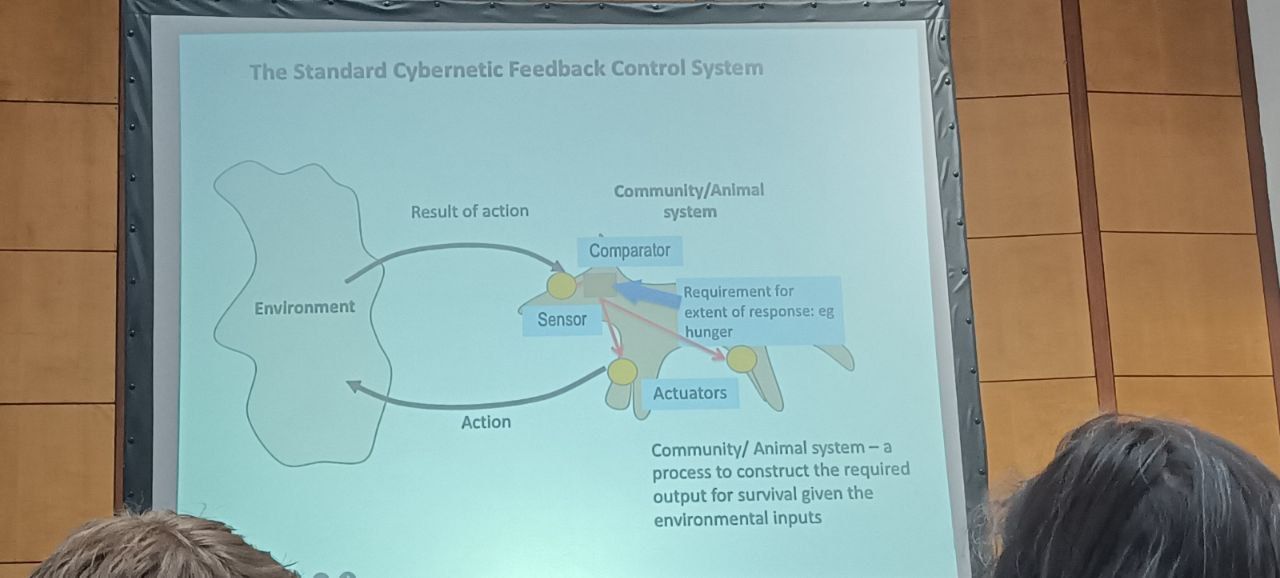 The Standard Cybernetic Feedback Control System
Result of action
Community/Animal
system
Comparator
Environment
Sensor
Requirement for
extent of response: eg
hunger
Actuators
Action
Community/ Animal system – a
process to construct the required
output for survival given the
environmental inputs